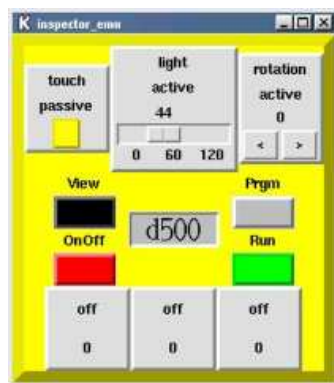 inspector_emu
touch
passive
light
active
44
0 60 120
rotation
active
0
< >
View
Prgm
d500
OnOff
Run
off
0
off
0
off
0